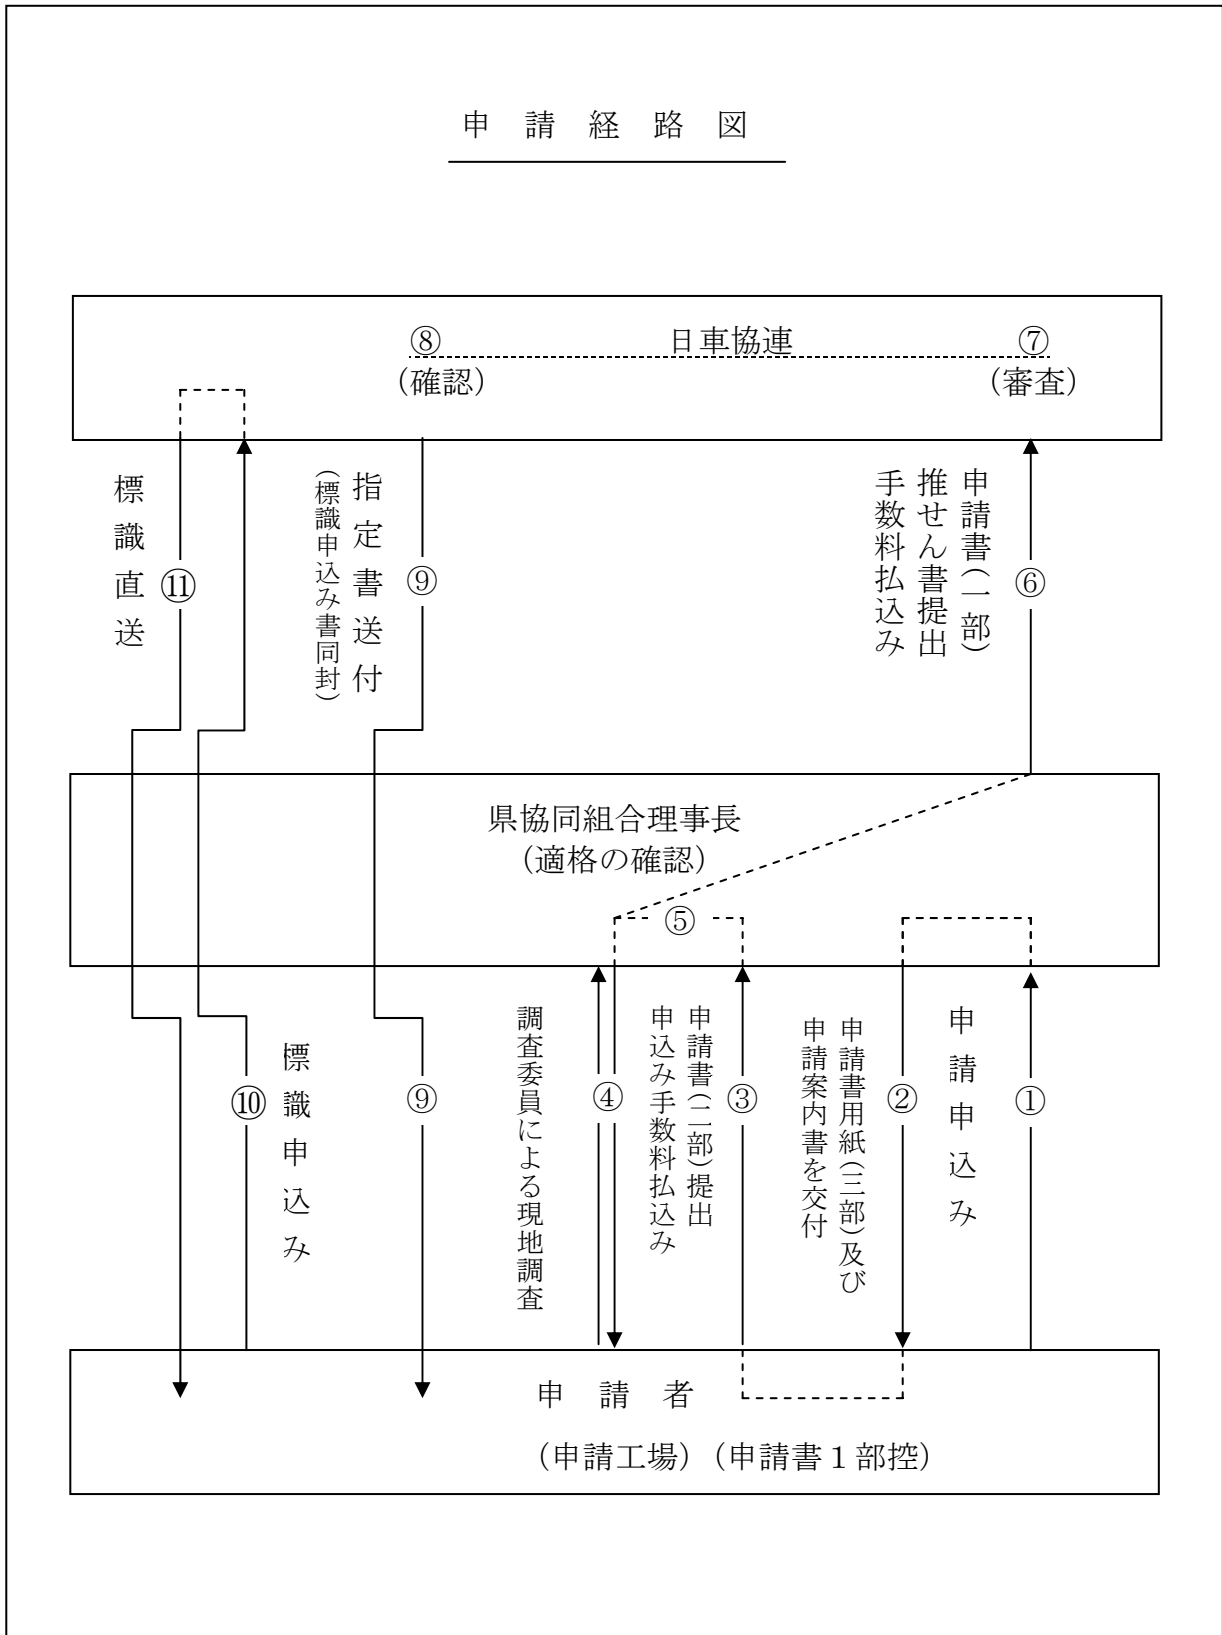 申請経路図
⑧ 日車協連 ⑦
(確認) (審査)
申請書(一部)
推せん書提出
手数料払込み
⑥
⑨
指定書送付
(標識申込み書同封)
⑪
標識直送
県協同組合理事長
(適格の確認)
⑤
①
申請申込み
②
申請書用紙(三部)及び
申請案内書を交付
③
申請書(二部)提出
申込み手数料払込み
④
調査委員による現地調査
⑨
標識申込み
⑩
申請者
(申請工場)(申請書1部控)